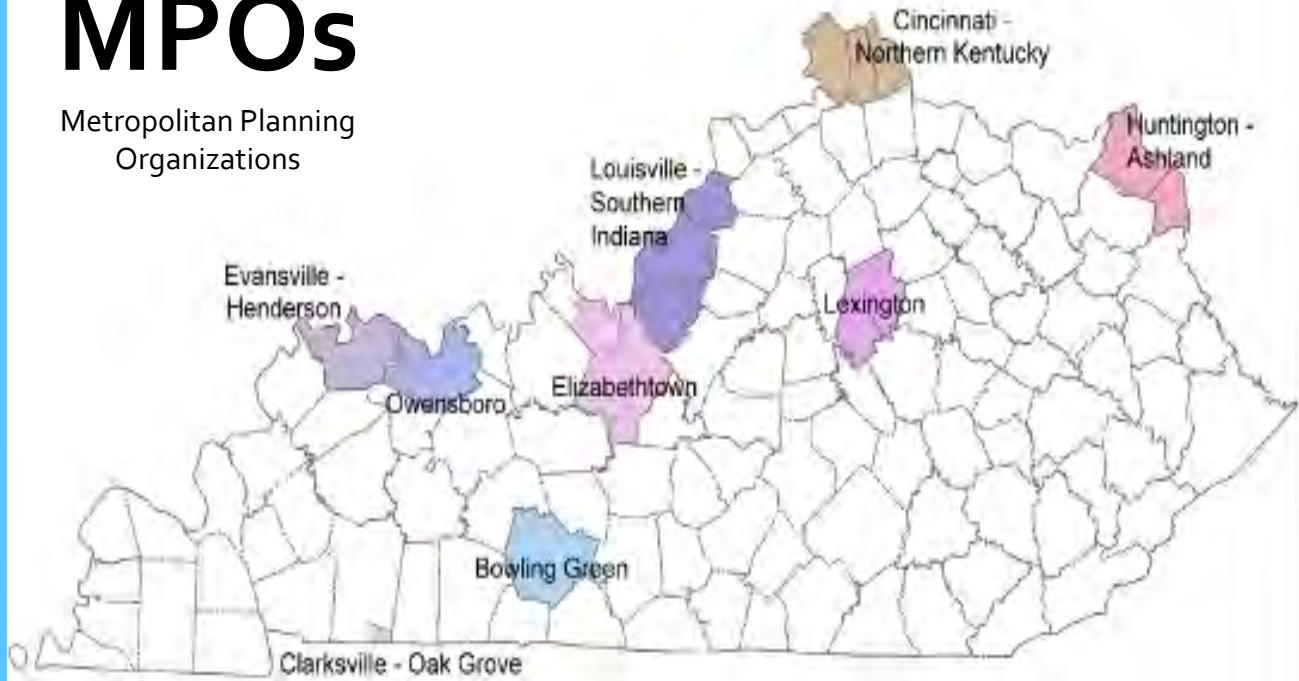 MPOs
Metropolitan Planning
Organizations
Cincinnati -
Northern Kentucky
Huntington -
Ashland
Louisville -
Southern
Indiana
Evansville -
Henderson
Lexington
Elizabethtown
Owensboro
Bowling Green
Clarksville - Oak Grove